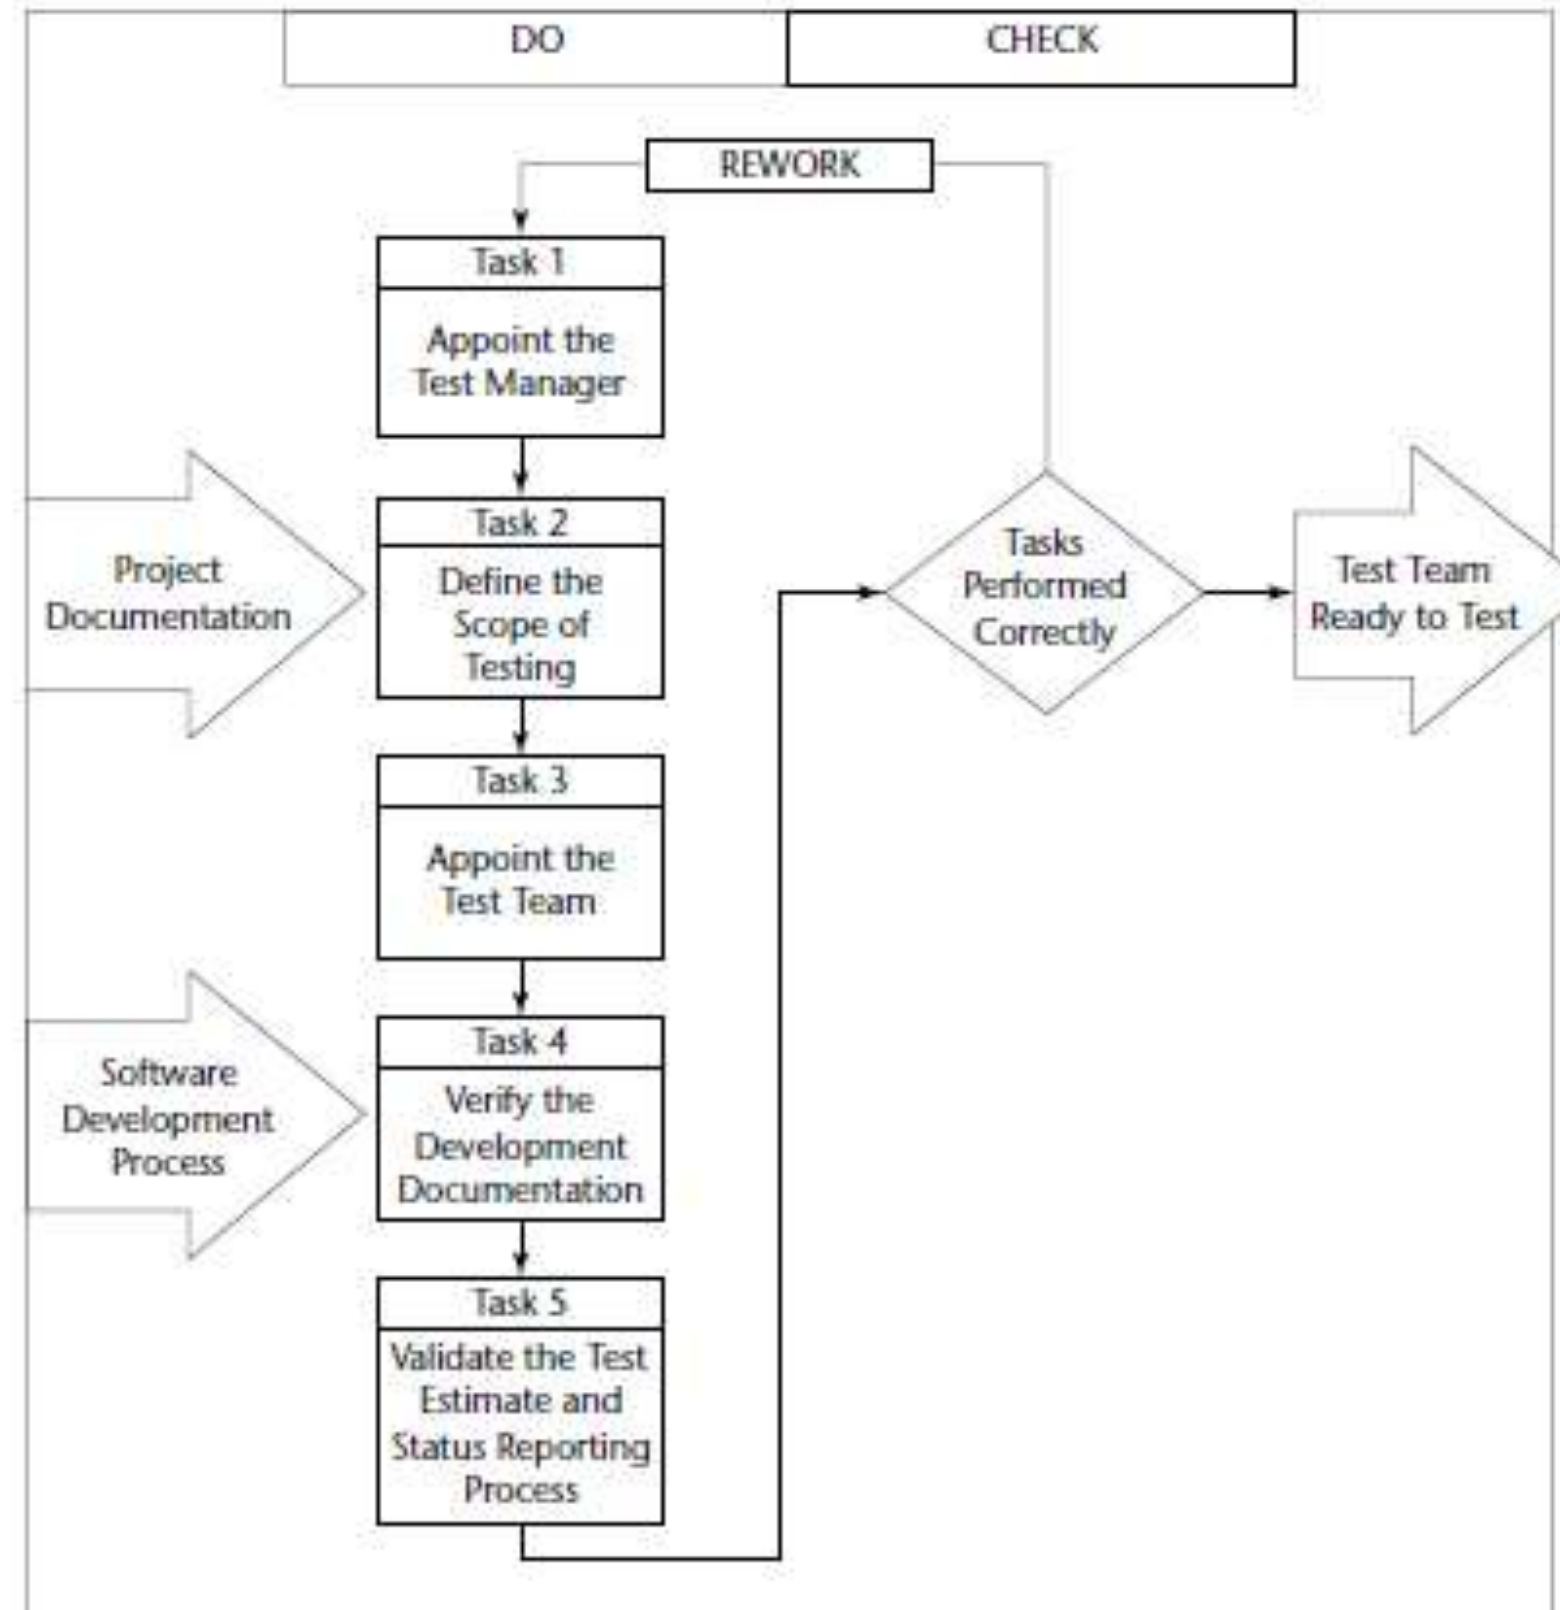 DO
CHECK
REWORK
Task 1
Appoint the
Test Manager
Project
Documentation
Task 2
Define the
Scope of
Testing
Tasks
Performed
Correctly
Test Team
Ready to Test
Task 3
Appoint the
Test Team
Software
Development
Process
Task 4
Verify the
Development
Documentation
Task 5
Validate the Test
Estimate and
Status Reporting
Process